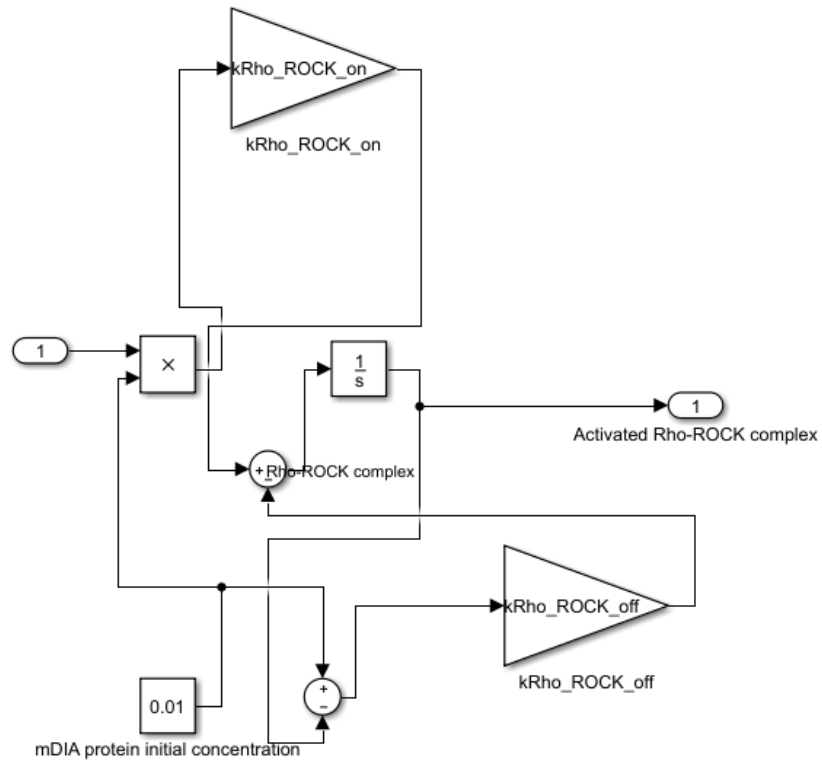 kRho_ROCK_on
kRho_ROCK_on
1
×
1
s
1
Activated Rho-ROCK complex
+
−
Rho-ROCK complex
kRho_ROCK_off
kRho_ROCK_off
+
−
0.01
mDIA protein initial concentration